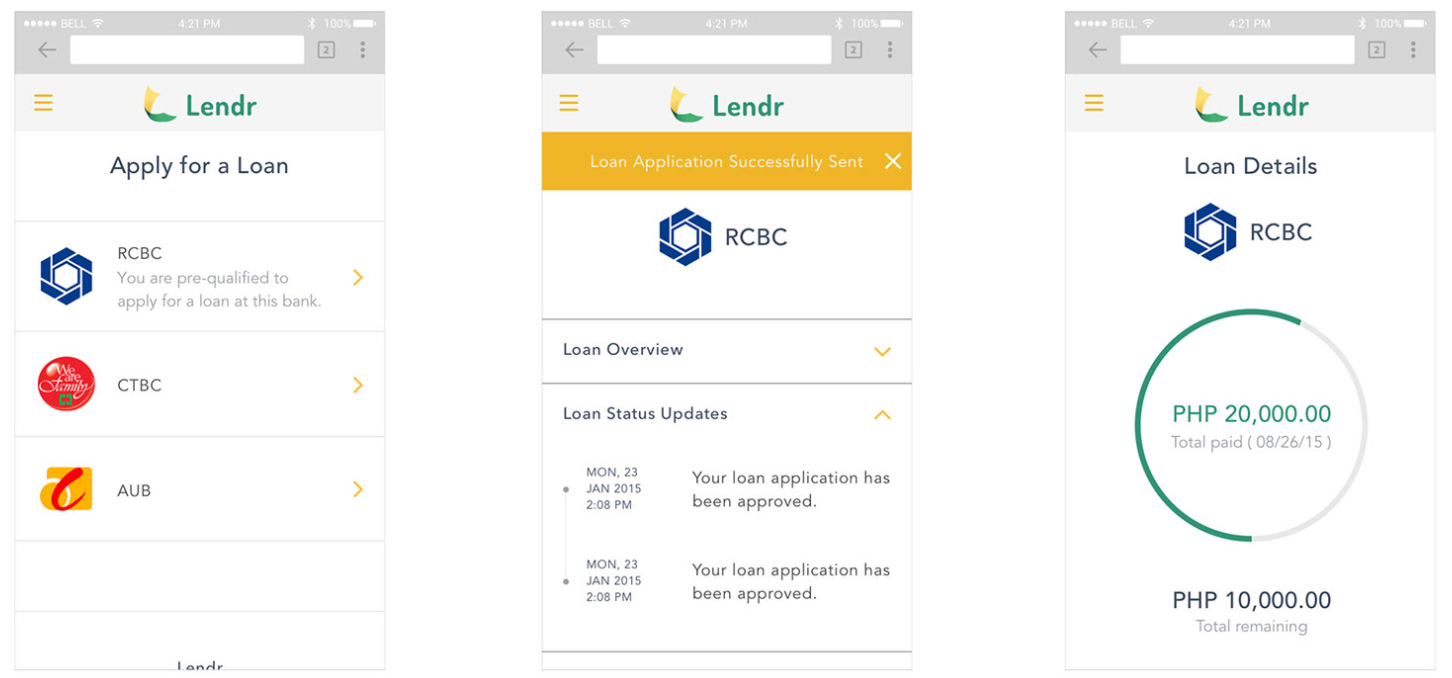 BELL 4:21 PM 100%
2
Lendr
Apply for a Loan
RCBC
You are pre-qualified to
apply for a loan at this bank.
We
are
Family
CTBC
AUB
Lendr
BELL 4:21 PM 100%
2
Lendr
Loan Application Successfully Sent
RCBC
Loan Overview
Loan Status Updates
MON, 23
JAN 2015
2:08 PM
Your loan application has
been approved.
MON, 23
JAN 2015
2:08 PM
Your loan application has
been approved.
BELL 4:21 PM 100%
2
Lendr
Loan Details
RCBC
PHP 20,000.00
Total paid ( 08/26/15 )
PHP 10,000.00
Total remaining